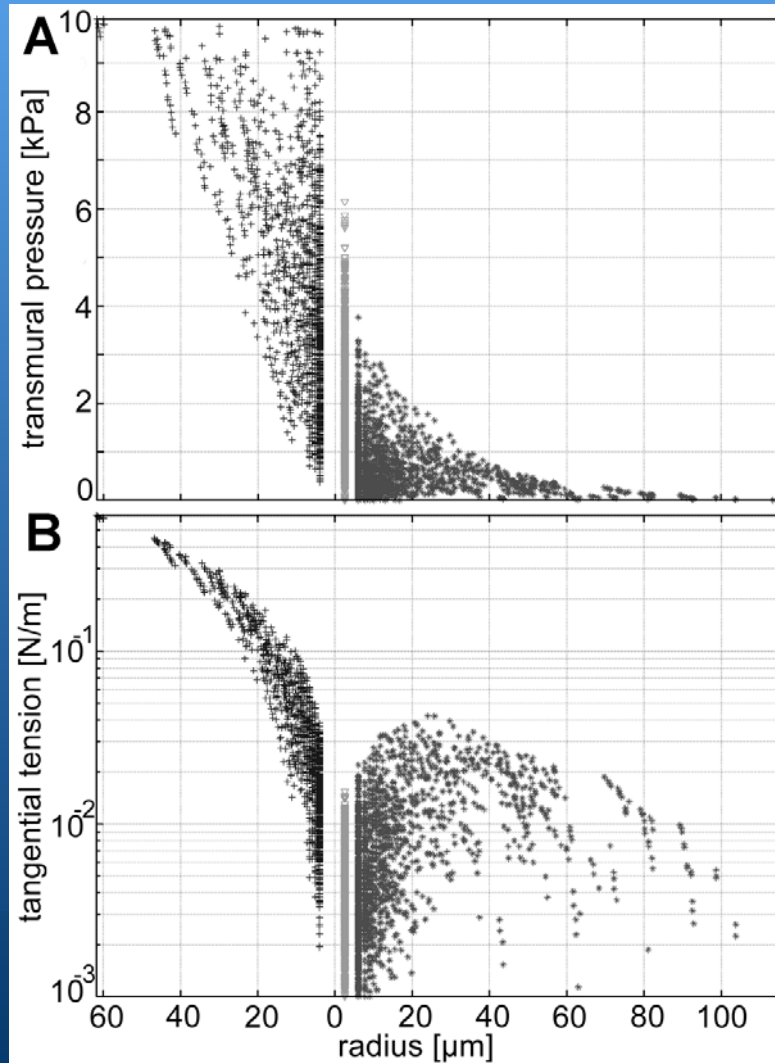 A
transmural pressure [kPa]
10
8
6
4
2
0
B
tangential tension [N/m]
10-1
10-2
10-3
60 40 20 0 20 40 60 80 100
radius [µm]